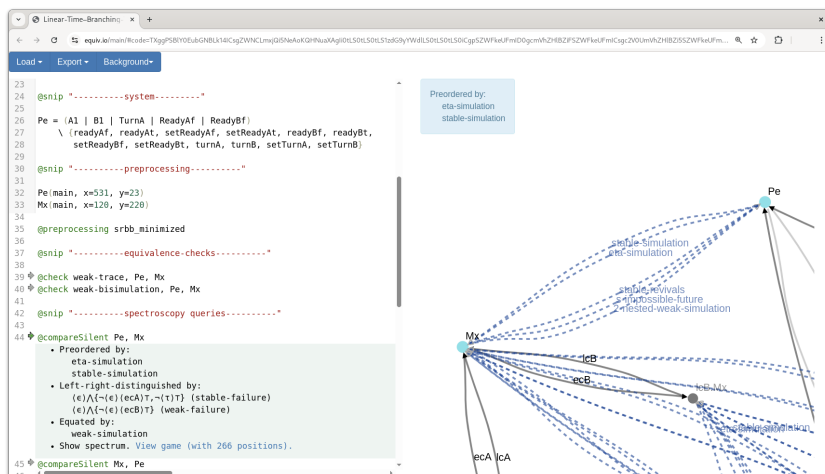 Linear-Time–Branching-
equiv.io/main/#code=
Load
Export
Background
23
24 @snip "----------system---------"
25
26 Pe = (A1 | B1 | TurnA | ReadyAf | ReadyBf)
27 \ {readyAf, readyAt, setReadyAf, setReadyAt, readyBf, readyBt,
28 setReadyBf, setReadyBt, turnA, turnB, setTurnA, setTurnB}
29
30 @snip "----------preprocessing----------"
31
32 Pe(main, x=531, y=23)
33 Mx(main, x=120, y=220)
34
35 @preprocessing srbb_minimized
36
37 @snip "----------equivalence-checks----------"
38
39 @check weak-trace, Pe, Mx
40 @check weak-bisimulation, Pe, Mx
41
42 @snip "----------spectroscopy queries----------"
43
44 @compareSilent Pe, Mx
• Preordered by:
eta-simulation
stable-simulation
• Left-right-distinguished by:
⟨ϵ⟩⋀{¬⟨ϵ⟩⟨ecA⟩⊤,¬⟨τ⟩⊤} (stable-failure)
⟨ϵ⟩⋀{¬⟨ϵ⟩⟨ecB⟩⊤} (weak-failure)
• Equated by:
weak-simulation
• Show spectrum. View game (with 266 positions).
45 @compareSilent Mx, Pe
Preordered by:
eta-simulation
stable-simulation
Pe
stable-simulation
eta-simulation
stable-revivals
s-impossible-future
2-nested-weak-simulation
Mx
lcB
ecB
lcB.Mx
stable-simulation
ecA
lcA